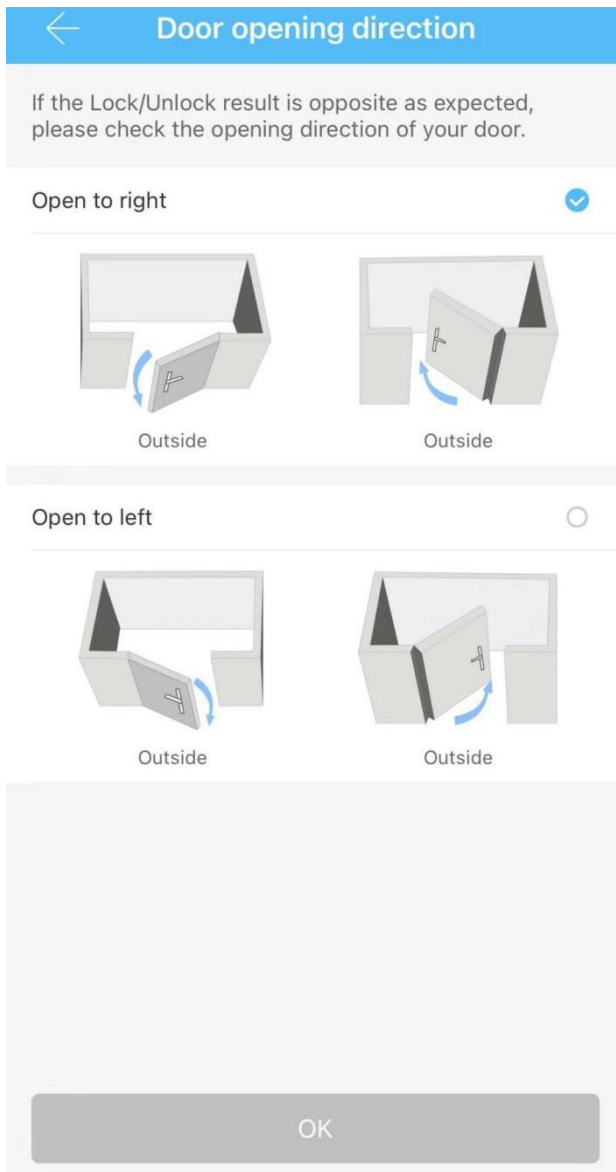 Door opening direction
If the Lock/Unlock result is opposite as expected,
please check the opening direction of your door.
Open to right
Outside
Outside
Open to left
Outside
Outside
OK